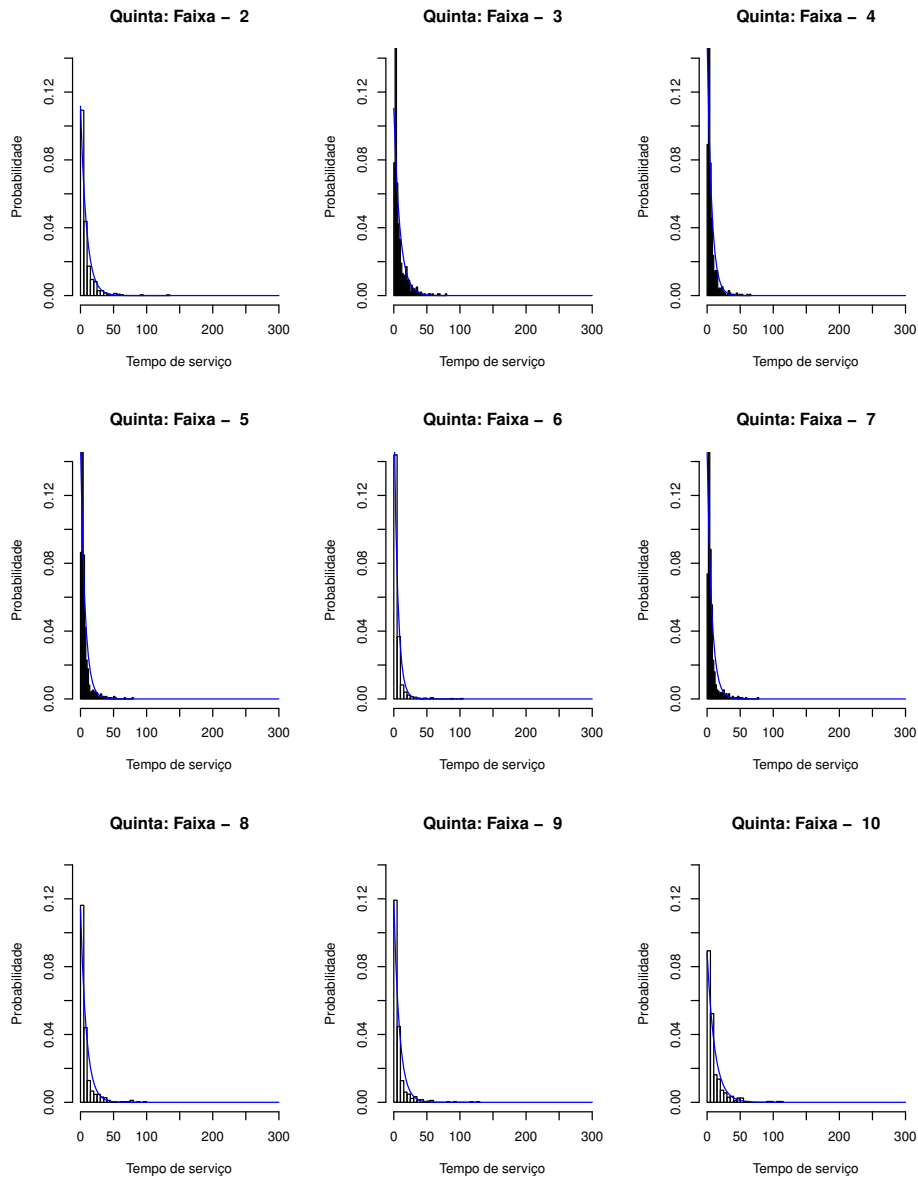 Quinta: Faixa − 2
Probabilidade
0.00 0.04 0.08 0.12
0 50 100 200 300
Tempo de serviço
Quinta: Faixa − 3
Probabilidade
0.00 0.04 0.08 0.12
0 50 100 200 300
Tempo de serviço
Quinta: Faixa − 4
Probabilidade
0.00 0.04 0.08 0.12
0 50 100 200 300
Tempo de serviço
Quinta: Faixa − 5
Probabilidade
0.00 0.04 0.08 0.12
0 50 100 200 300
Tempo de serviço
Quinta: Faixa − 6
Probabilidade
0.00 0.04 0.08 0.12
0 50 100 200 300
Tempo de serviço
Quinta: Faixa − 7
Probabilidade
0.00 0.04 0.08 0.12
0 50 100 200 300
Tempo de serviço
Quinta: Faixa − 8
Probabilidade
0.00 0.04 0.08 0.12
0 50 100 200 300
Tempo de serviço
Quinta: Faixa − 9
Probabilidade
0.00 0.04 0.08 0.12
0 50 100 200 300
Tempo de serviço
Quinta: Faixa − 10
Probabilidade
0.00 0.04 0.08 0.12
0 50 100 200 300
Tempo de serviço